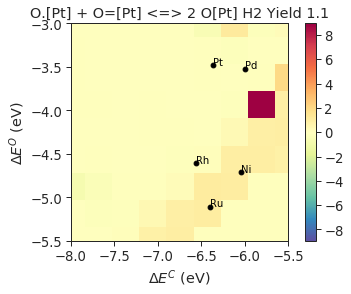 O.[Pt] + O=[Pt] <=> 2 O[Pt] H2 Yield 1.1
−3.0
−3.5
−4.0
−4.5
−5.0
−5.5
ΔE^O (eV)
Pt
Pd
Rh
Ni
Ru
−8.0 −7.5 −7.0 −6.5 −6.0 −5.5
ΔE^C (eV)
8
6
4
2
0
−2
−4
−6
−8